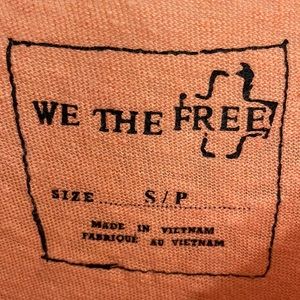 WE THE FREE
SIZE........S/P........
MADE IN VIETNAM
FABRIQUÉ AU VIETNAM